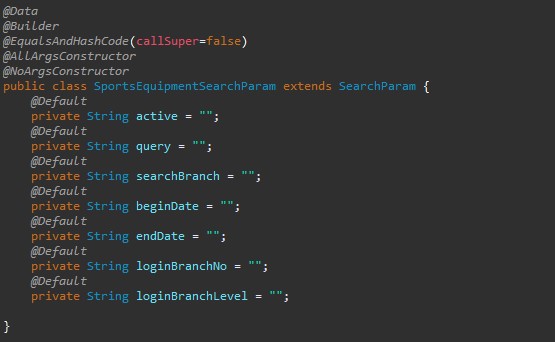 @Data
@Builder
@EqualsAndHashCode(callSuper=false)
@AllArgsConstructor
@NoArgsConstructor
public class SportsEquipmentSearchParam extends SearchParam {
    @Default
    private String active = "";
    @Default
    private String query = "";
    @Default
    private String searchBranch = "";
    @Default
    private String beginDate = "";
    @Default
    private String endDate = "";
    @Default
    private String loginBranchNo = "";
    @Default
    private String loginBranchLevel = "";
}